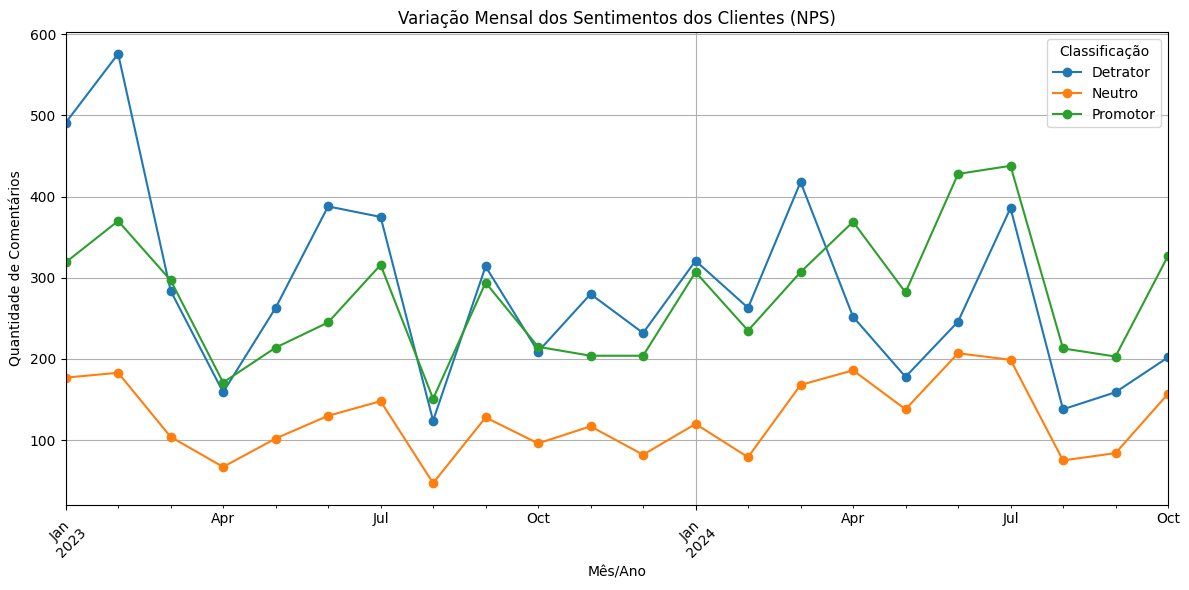 Variação Mensal dos Sentimentos dos Clientes (NPS)
Classificação
Detrator
Neutro
Promotor
Quantidade de Comentários
600
500
400
300
200
100
Jan
2023
Apr
Jul
Oct
Jan
2024
Apr
Jul
Oct
Mês/Ano